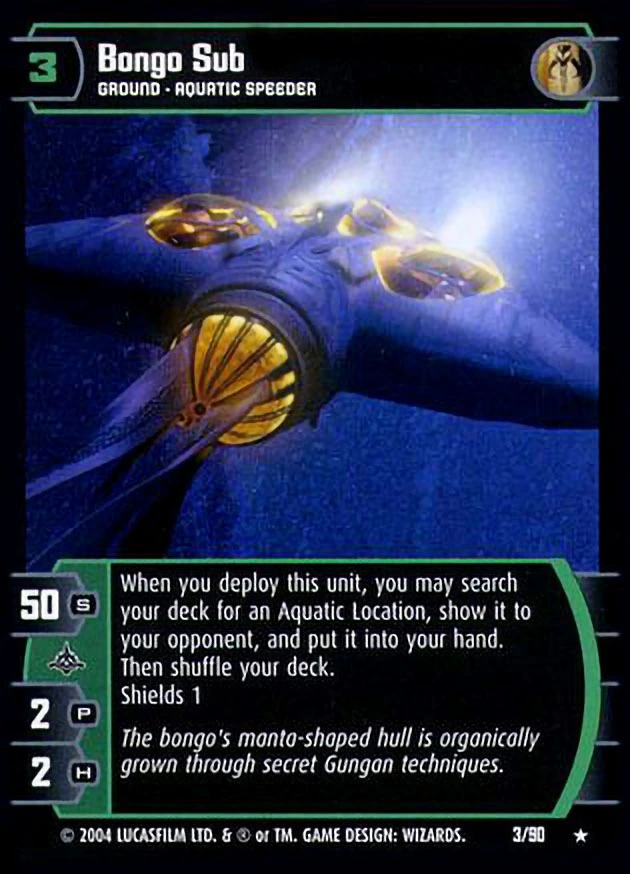 3
Bongo Sub
GROUND · AQUATIC SPEEDER
50 S
When you deploy this unit, you may search
your deck for an Aquatic Location, show it to
your opponent, and put it into your hand.
Then shuffle your deck.
Shields 1
2 P
2 H
The bongo's manta-shaped hull is organically
grown through secret Gungan techniques.
© 2004 LUCASFILM LTD. & ® or TM. GAME DESIGN: WIZARDS. 3/90 ★